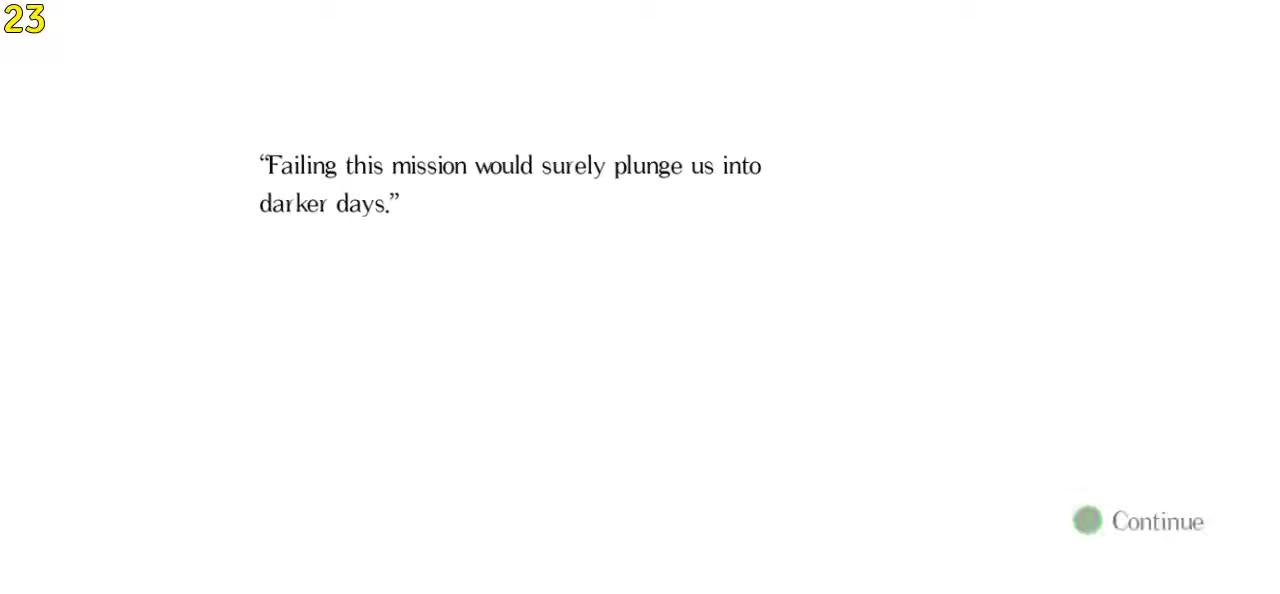 23
“Failing this mission would surely plunge us into
darker days.”
Continue